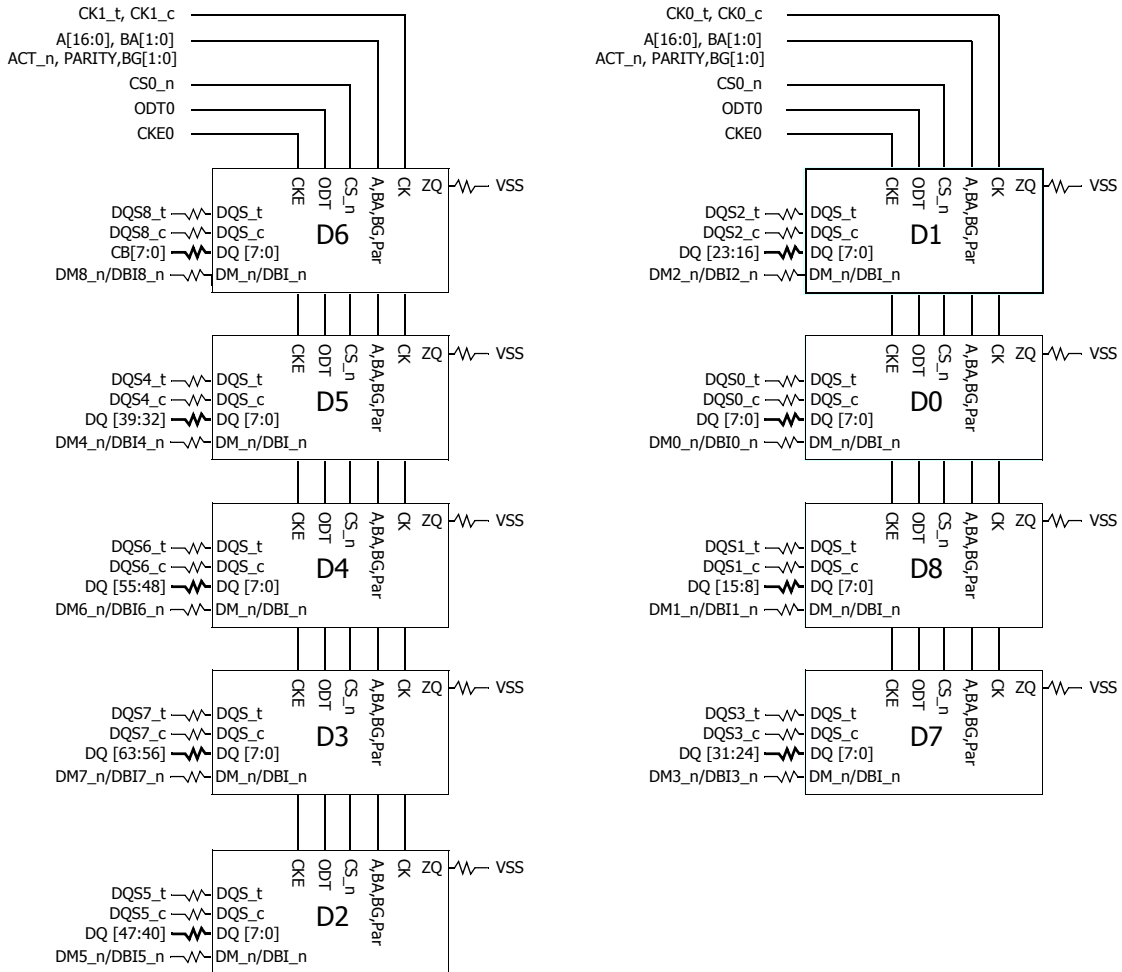 CK1_t, CK1_c
A[16:0], BA[1:0]
ACT_n, PARITY,BG[1:0]
CS0_n
ODT0
CKE0
CKE
ODT
CS_n
A,BA,BG,Par
CK
ZQ
VSS
DQS8_t
DQS_t
DQS8_c
DQS_c
D6
CB[7:0]
DQ [7:0]
DM8_n/DBI8_n
DM_n/DBI_n
CKE
ODT
CS_n
A,BA,BG,Par
CK
ZQ
VSS
DQS4_t
DQS_t
DQS4_c
DQS_c
D5
DQ [39:32]
DQ [7:0]
DM4_n/DBI4_n
DM_n/DBI_n
CKE
ODT
CS_n
A,BA,BG,Par
CK
ZQ
VSS
DQS6_t
DQS_t
DQS6_c
DQS_c
D4
DQ [55:48]
DQ [7:0]
DM6_n/DBI6_n
DM_n/DBI_n
CKE
ODT
CS_n
A,BA,BG,Par
CK
ZQ
VSS
DQS7_t
DQS_t
DQS7_c
DQS_c
D3
DQ [63:56]
DQ [7:0]
DM7_n/DBI7_n
DM_n/DBI_n
CKE
ODT
CS_n
A,BA,BG,Par
CK
ZQ
VSS
DQS5_t
DQS_t
DQS5_c
DQS_c
D2
DQ [47:40]
DQ [7:0]
DM5_n/DBI5_n
DM_n/DBI_n
CK0_t, CK0_c
A[16:0], BA[1:0]
ACT_n, PARITY,BG[1:0]
CS0_n
ODT0
CKE0
CKE
ODT
CS_n
A,BA,BG,Par
CK
ZQ
VSS
DQS2_t
DQS_t
DQS2_c
DQS_c
D1
DQ [23:16]
DQ [7:0]
DM2_n/DBI2_n
DM_n/DBI_n
CKE
ODT
CS_n
A,BA,BG,Par
CK
ZQ
VSS
DQS0_t
DQS_t
DQS0_c
DQS_c
D0
DQ [7:0]
DQ [7:0]
DM0_n/DBI0_n
DM_n/DBI_n
CKE
ODT
CS_n
A,BA,BG,Par
CK
ZQ
VSS
DQS1_t
DQS_t
DQS1_c
DQS_c
D8
DQ [15:8]
DQ [7:0]
DM1_n/DBI1_n
DM_n/DBI_n
CKE
ODT
CS_n
A,BA,BG,Par
CK
ZQ
VSS
DQS3_t
DQS_t
DQS3_c
DQS_c
D7
DQ [31:24]
DQ [7:0]
DM3_n/DBI3_n
DM_n/DBI_n